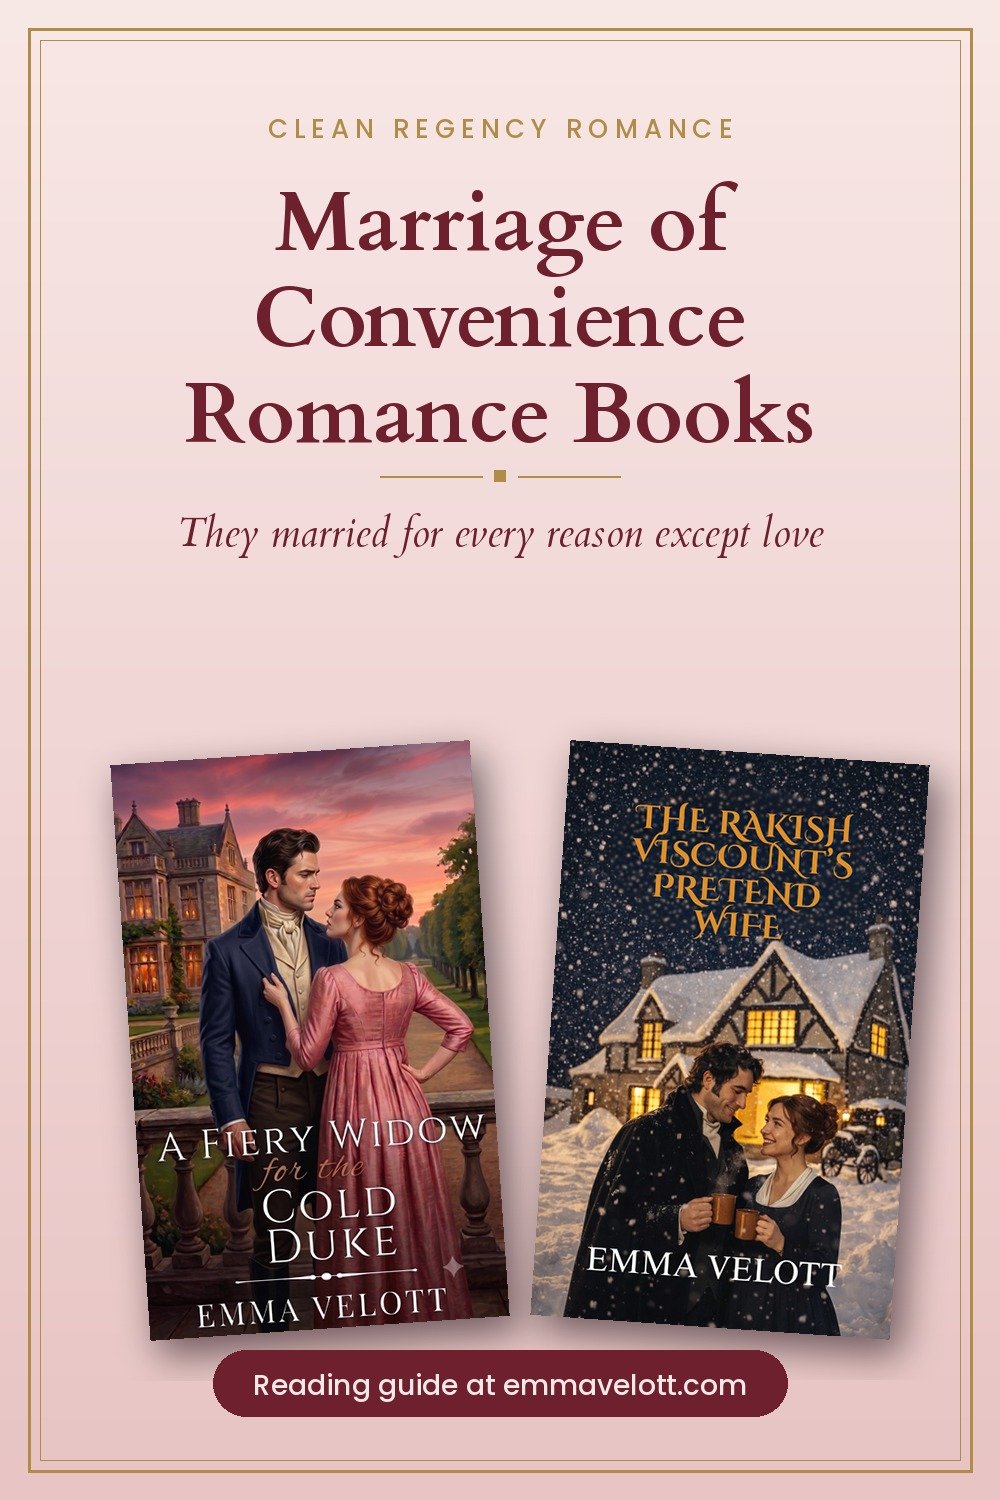 CLEAN REGENCY ROMANCE
Marriage of
Convenience
Romance Books
They married for every reason except love
A FIERY WIDOW
for the
COLD
DUKE
EMMA VELOTT
THE RAKISH
VISCOUNT'S
PRETEND
WIFE
EMMA VELOTT
Reading guide at emmavelott.com